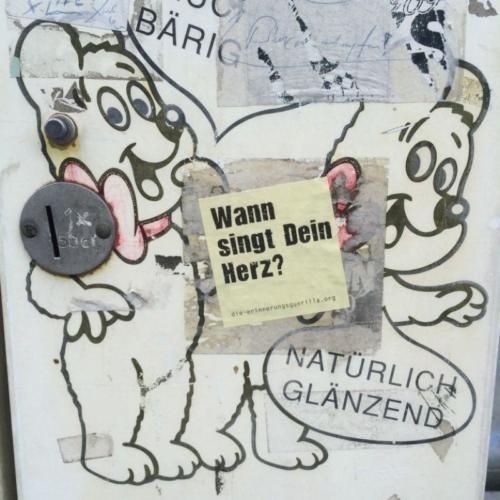 BÄRIG
Wann
singt Dein
Herz?
die-erinnerungsguerilla.org
NATÜRLICH
GLÄNZEND